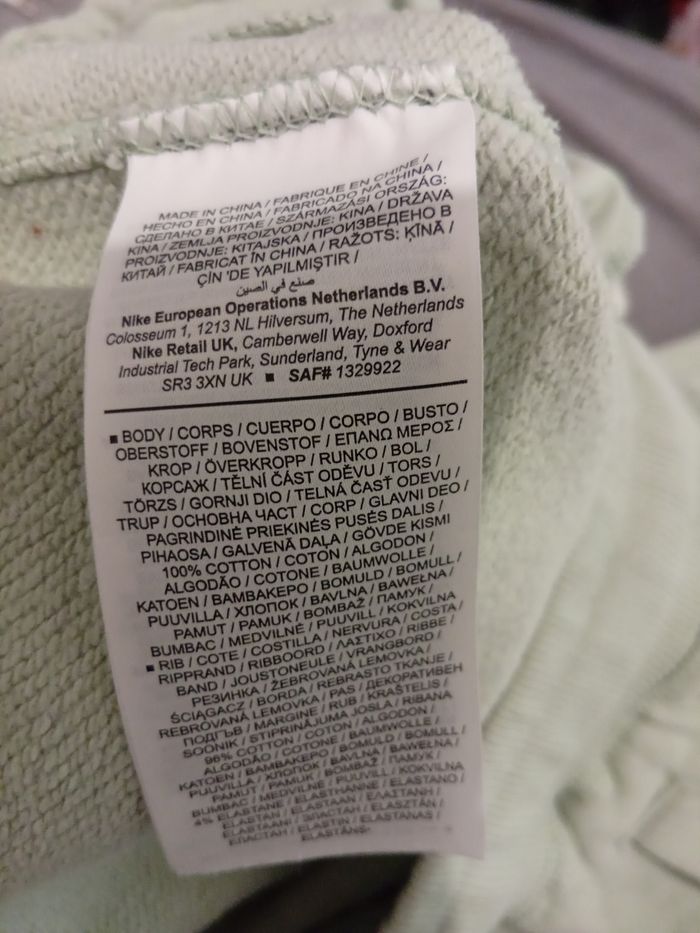 MADE IN CHINA / FABRIQUE EN CHINE /
HECHO EN CHINA / FABRICADO NA CHINA /
СДЕЛАНО В КИТАЕ / SZÁRMAZÁSI ORSZÁG:
KINA / ZEMLJA PROIZVODNJE: KINA / DRŽAVA
PROIZVODNJE: KITAJSKA / ПРОИЗВЕДЕНО В
КИТАЙ / FABRICAT ÎN CHINA / RAŽOTS: ĶĪNĀ /
ÇİN 'DE YAPILMIŞTIR /
صنع في الصين
Nike European Operations Netherlands B.V.
Colosseum 1, 1213 NL Hilversum, The Netherlands
Nike Retail UK, Camberwell Way, Doxford
Industrial Tech Park, Sunderland, Tyne & Wear
SR3 3XN UK ■ SAF# 1329922
■ BODY / CORPS / CUERPO / CORPO / BUSTO /
OBERSTOFF / BOVENSTOF / ΕΠΑΝΩ ΜΕΡΟΣ /
KROP / ÖVERKROPP / RUNKO / BOL /
КОРСАЖ / TĚLNÍ ČÁST ODĚVU / TORS /
TÖRZS / GORNJI DIO / TELNÁ ČASŤ ODEVU /
TRUP / ОСНОВНА ЧАСТ / CORP / GLAVNI DEO /
PAGRINDINĖ PRIEKINĖS PUSĖS DALIS /
PIHAOSA / GALVENĀ DAĻA / GÖVDE KISMI
100% COTTON / COTON / ALGODON /
ALGODÃO / COTONE / BAUMWOLLE /
KATOEN / ΒΑΜΒΑΚΕΡΟ / BOMULD / BOMULL /
PUUVILLA / ХЛОПОК / BAVLNA / BAWEŁNA /
PAMUT / PAMUK / BOMBAŽ / ПАМУК /
BUMBAC / MEDVILNĖ / PUUVILL / KOKVILNA
■ RIB / COTE / COSTILLA / NERVURA / COSTA /
RIPPRAND / RIBBOORD / ΛΑΣΤΙΧΟ / RIBBE /
BAND / JOUSTONEULE / VRANGBORD /
РЕЗИНКА / ŽEBROVANÁ LEMOVKA /
ŚCIĄGACZ / BORDA / REBRASTO TKANJE /
REBROVANÁ LEMOVKA / PAS / ДЕКОРАТИВЕН
ПОДГЪВ / MARGINE / RUB / KRAŠTELIS /
SOONIK / STIPRINĀJUMA JOSLA / RIBANA
96% COTTON / COTON / ALGODON /
ALGODÃO / COTONE / BAUMWOLLE /
KATOEN / ΒΑΜΒΑΚΕΡΟ / BOMULD / BOMULL /
PUUVILLA / ХЛОПОК / BAVLNA / BAWEŁNA /
PAMUT / PAMUK / BOMBAŽ / ПАМУК /
BUMBAC / MEDVILNĖ / PUUVILL / KOKVILNA
4% ELASTANE / ELASTHANNE / ELASTANO /
ELASTAN / ELASTAAN / ΕΛΑΣΤΑΝΗ /
ELASTAANI / ЭЛАСТАН / ELASZTÁN /
ЕЛАСТАН / ELASTIN / ELASTANAS /
ELASTĀNS